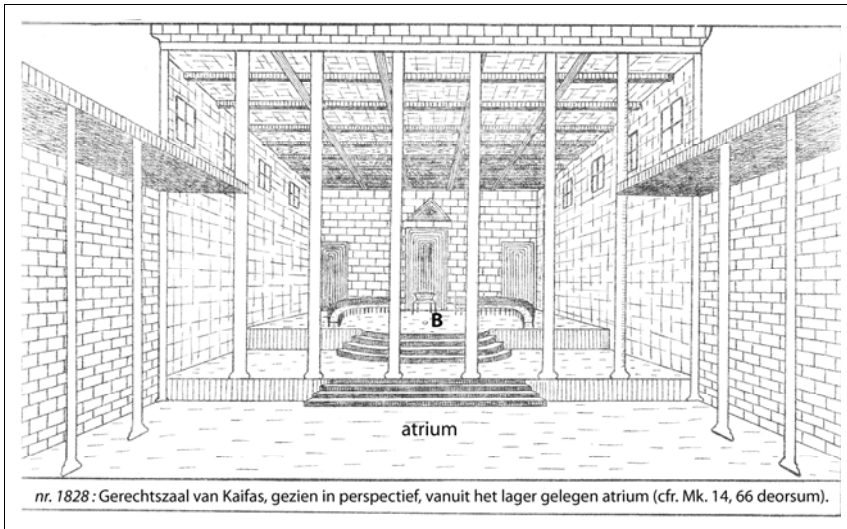 B
atrium
nr. 1828 : Gerechtszaal van Kaifas, gezien in perspectief, vanuit het lager gelegen atrium (cfr. Mk. 14, 66 deorsum).